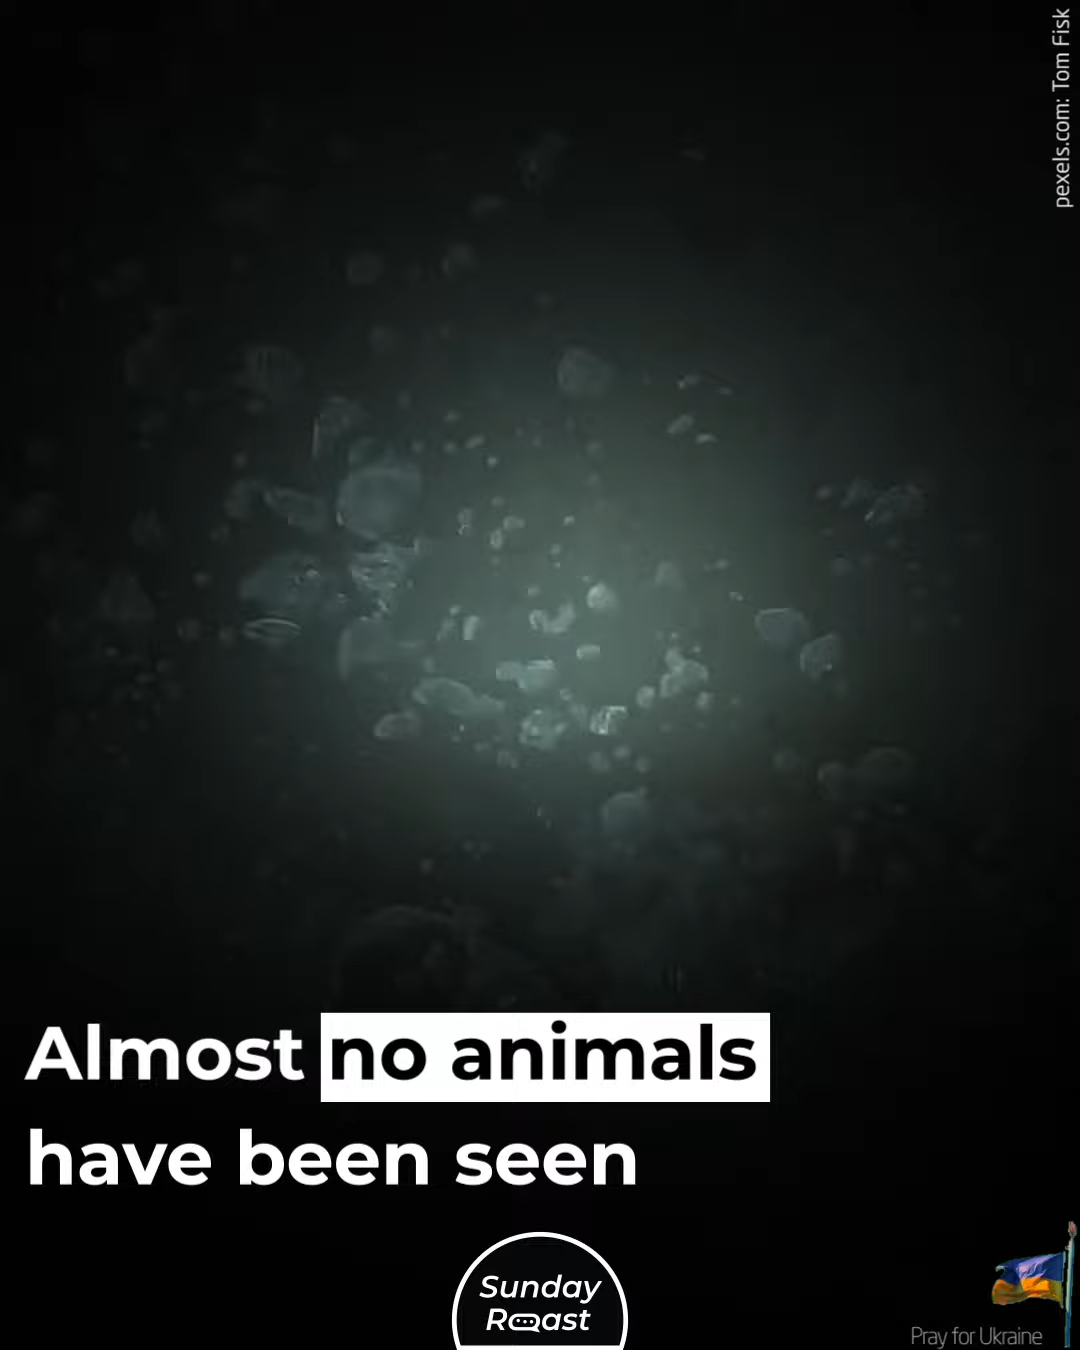 pexels.com: Tom Fisk
Almost no animals
have been seen
Sunday
Roast
Pray for Ukraine